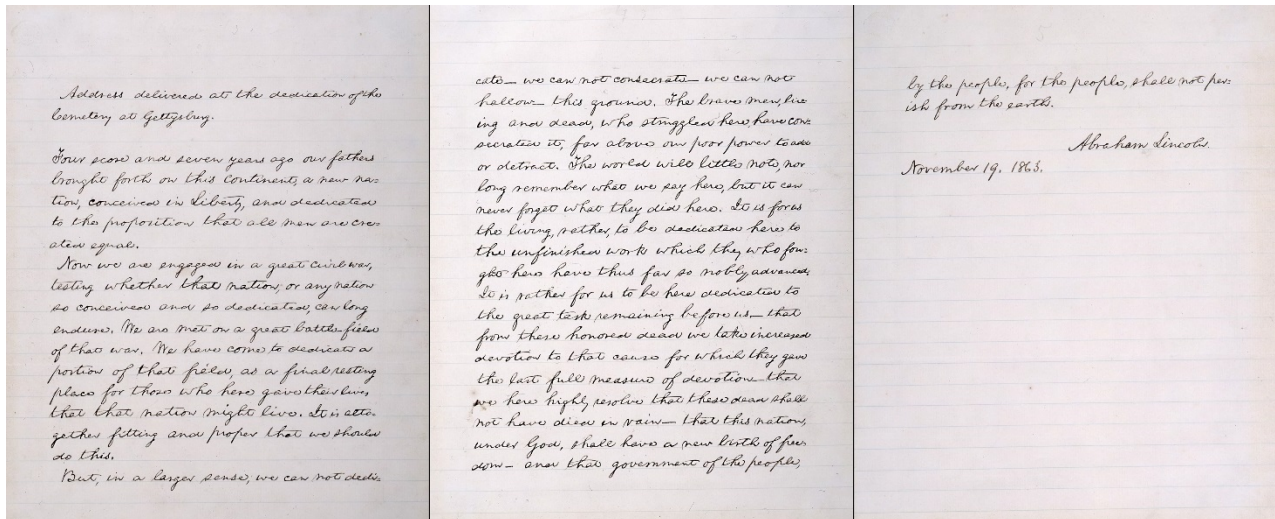 Address delivered at the dedication of the
Cemetery at Gettysburg.
Four score and seven years ago our fathers
brought forth on this continent, a new na-
tion, conceived in Liberty, and dedicated
to the proposition that all men are cre-
ated equal.
Now we are engaged in a great civil war,
testing whether that nation, or any nation
so conceived and so dedicated, can long
endure. We are met on a great battle-field
of that war. We have come to dedicate a
portion of that field, as a final resting
place for those who here gave their lives
that that nation might live. It is alto-
gether fitting and proper that we should
do this.
But, in a larger sense, we can not dedi-
cate— we can not consecrate— we can not
hallow— this ground. The brave men, liv-
ing and dead, who struggled here, have con-
secrated it, far above our poor power to add
or detract. The world will little note, nor
long remember what we say here, but it can
never forget what they did here. It is for us
the living, rather, to be dedicated here to
the unfinished work which they who fou-
ght here have thus far so nobly advanced.
It is rather for us to be here dedicated to
the great task remaining before us— that
from these honored dead we take increased
devotion to that cause for which they gave
the last full measure of devotion— that
we here highly resolve that these dead shall
not have died in vain— that this nation,
under God, shall have a new birth of free-
dom— and that government of the people,
by the people, for the people, shall not per-
ish from the earth.
Abraham Lincoln.
November 19, 1863.